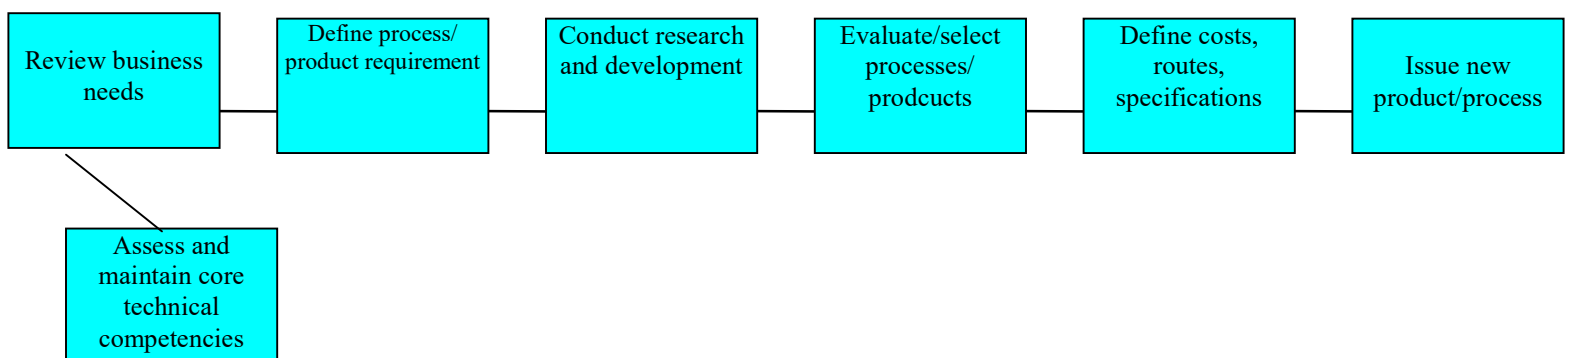 Review business
needs
Define process/
product requirement
Conduct research
and development
Evaluate/select
processes/
prodcucts
Define costs,
routes,
specifications
Issue new
product/process
Assess and
maintain core
technical
competencies